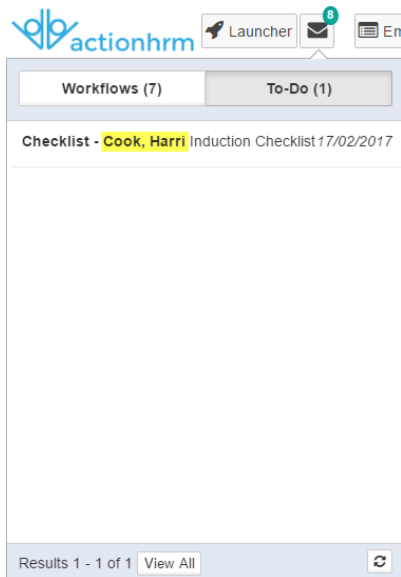 8
actionhrm Launcher Em
Workflows (7) To-Do (1)
Checklist - Cook, Harri Induction Checklist 17/02/2017
Results 1 - 1 of 1 View All